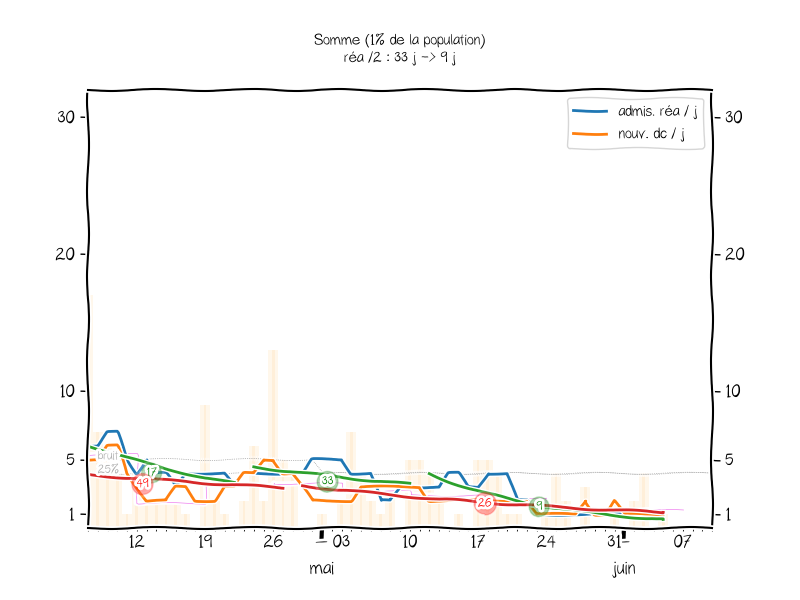 Somme (1% de la population)
réa /2 : 33 j -> 9 j
admis. réa / j
nouv. dc / j
30
30
20
20
10
10
5
5
1
1
bruit
25%
17
49
33
26
9
12 19 26 03 10 17 24 31 07
mai juin